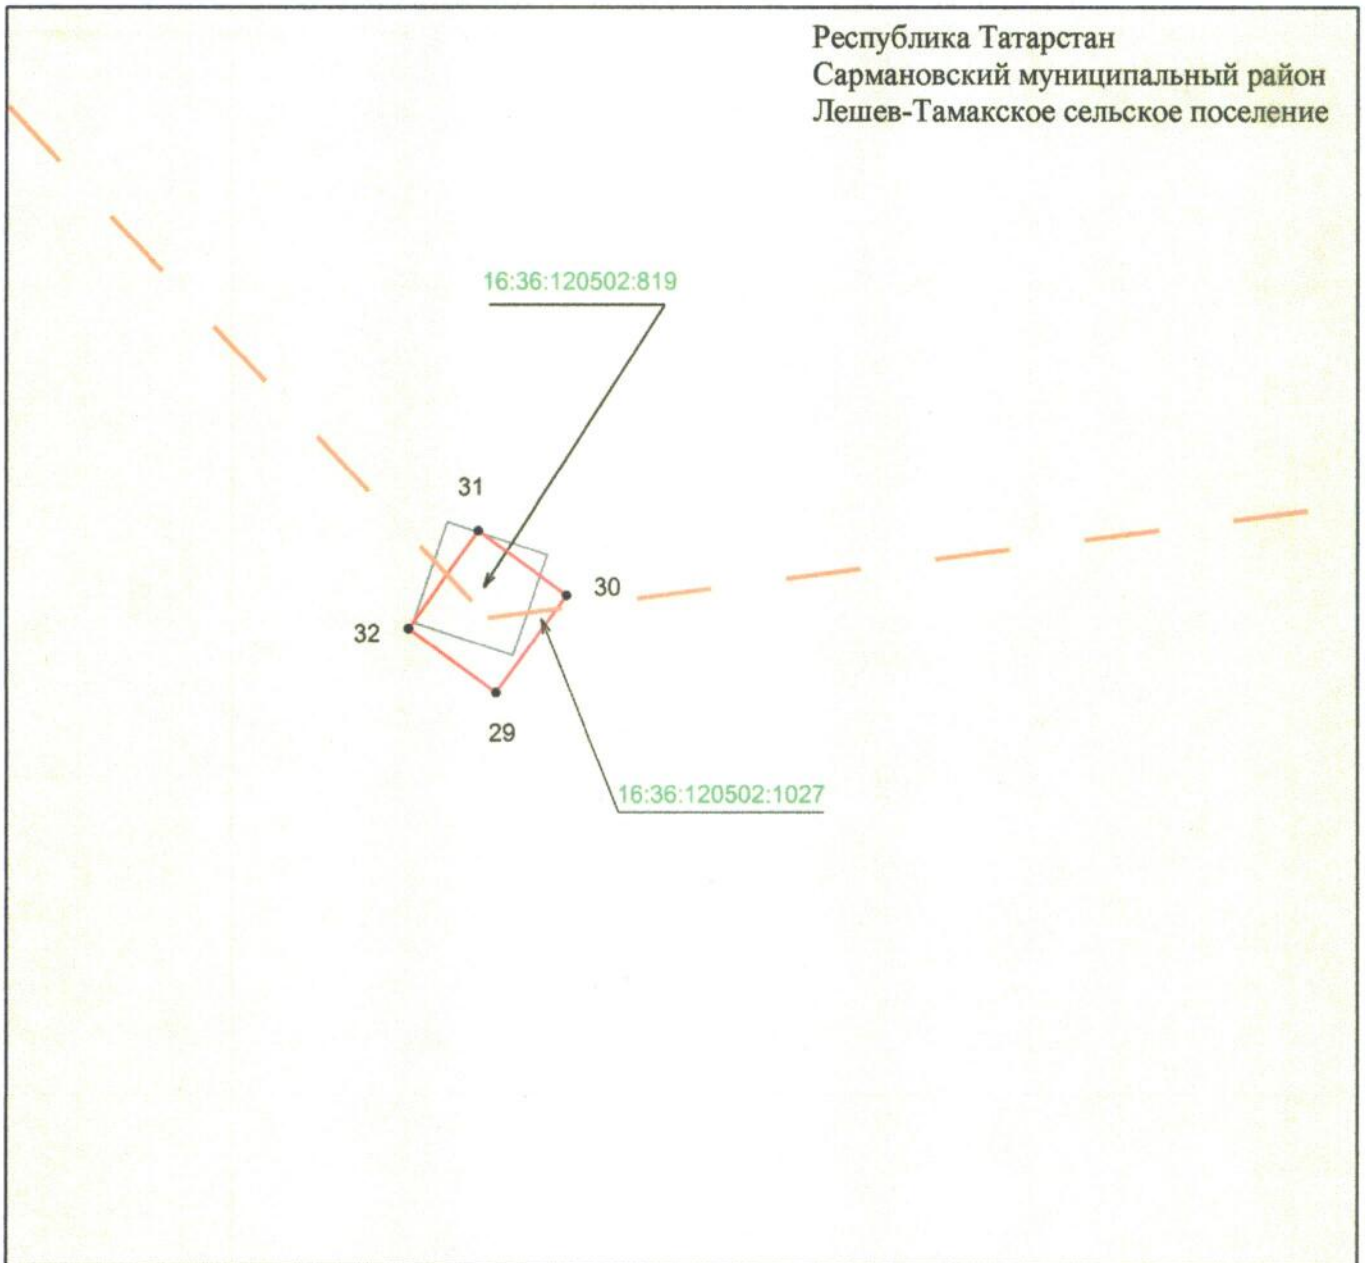 Республика Татарстан
Сармановский муниципальный район
Лешев-Тамакское сельское поселение
16:36:120502:819
31
30
32
29
16:36:120502:1027